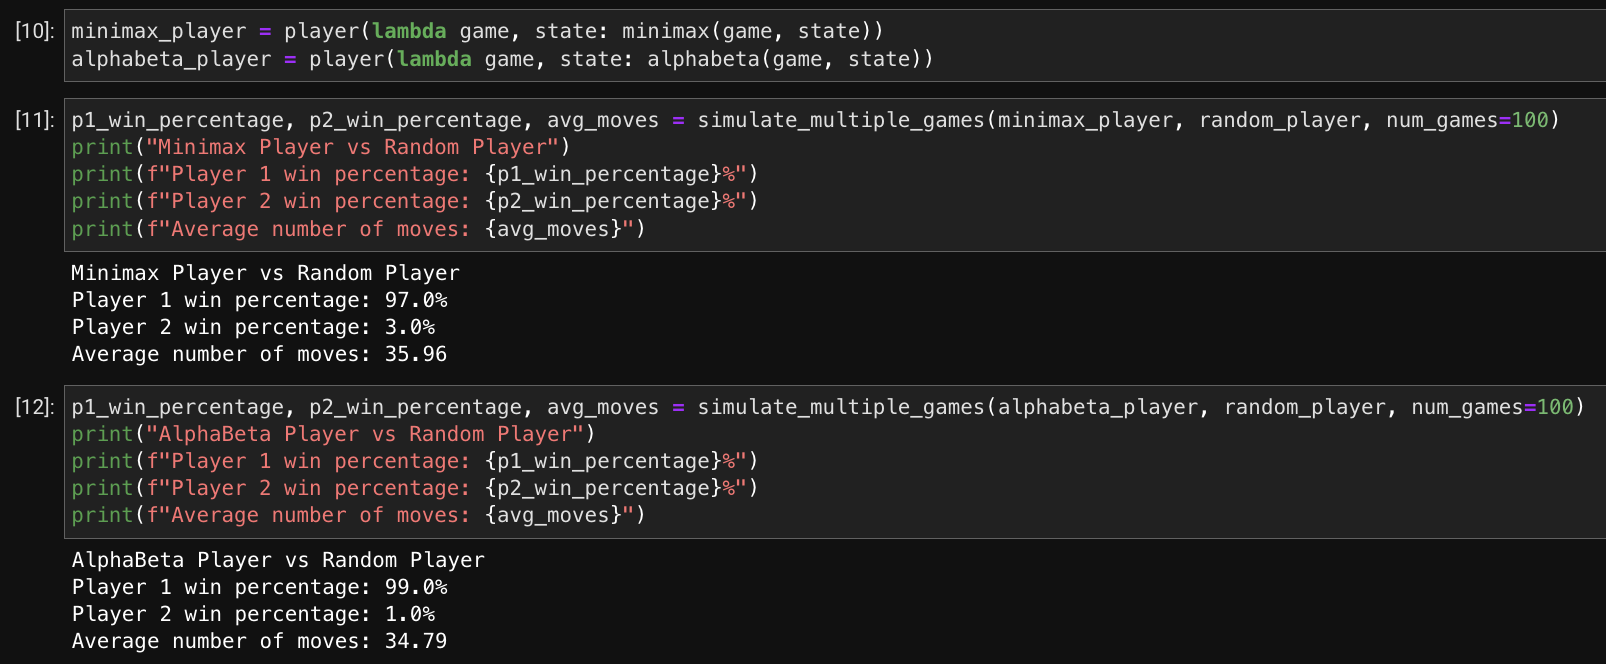 [10]: minimax_player = player(lambda game, state: minimax(game, state))
alphabeta_player = player(lambda game, state: alphabeta(game, state))
[11]: p1_win_percentage, p2_win_percentage, avg_moves = simulate_multiple_games(minimax_player, random_player, num_games=100)
print("Minimax Player vs Random Player")
print(f"Player 1 win percentage: {p1_win_percentage}%")
print(f"Player 2 win percentage: {p2_win_percentage}%")
print(f"Average number of moves: {avg_moves}")
Minimax Player vs Random Player
Player 1 win percentage: 97.0%
Player 2 win percentage: 3.0%
Average number of moves: 35.96
[12]: p1_win_percentage, p2_win_percentage, avg_moves = simulate_multiple_games(alphabeta_player, random_player, num_games=100)
print("AlphaBeta Player vs Random Player")
print(f"Player 1 win percentage: {p1_win_percentage}%")
print(f"Player 2 win percentage: {p2_win_percentage}%")
print(f"Average number of moves: {avg_moves}")
AlphaBeta Player vs Random Player
Player 1 win percentage: 99.0%
Player 2 win percentage: 1.0%
Average number of moves: 34.79